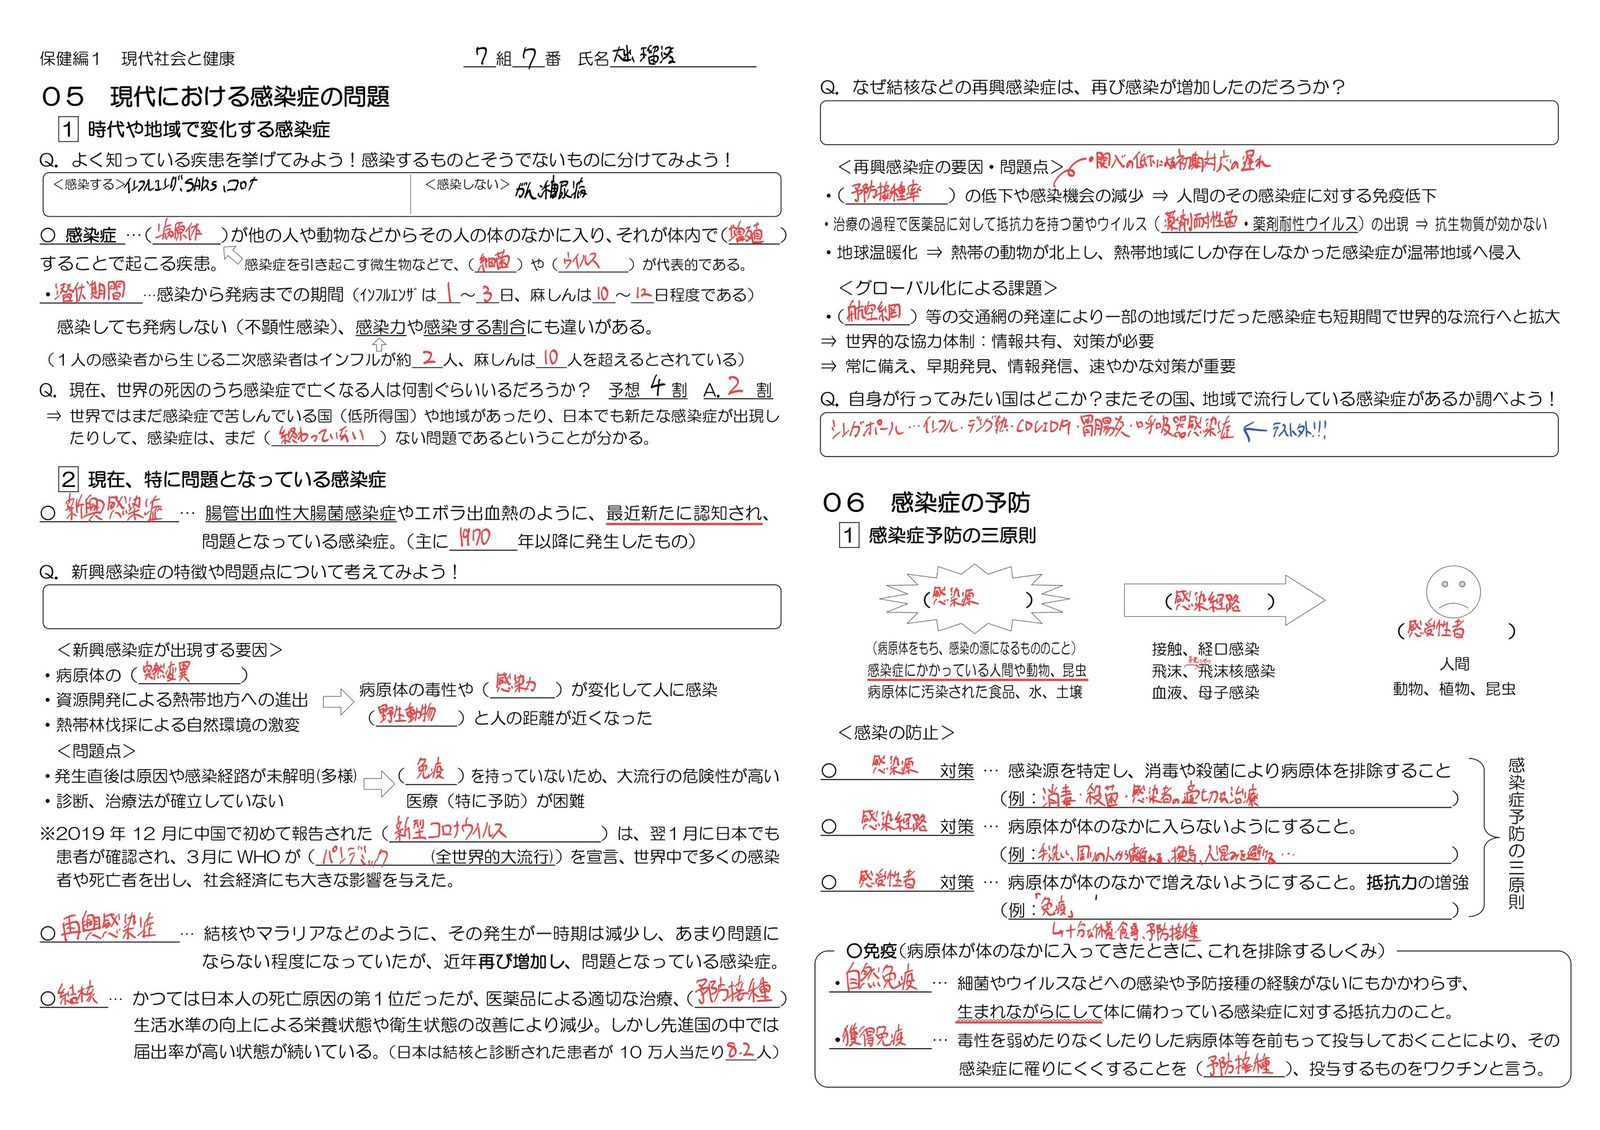 保健編１　現代社会と健康　7組7番　氏名
０５　現代における感染症の問題
1 時代や地域で変化する感染症
Q．よく知っている疾患を挙げてみよう！感染するものとそうでないものに分けてみよう！
＜感染する＞インフルエンザ、SARS、コロナ　＜感染しない＞がん、糖尿病
○ 感染症 …（病原体）が他の人や動物などからその人の体のなかに入り、それが体内で（増殖）
することで起こる疾患。　感染症を引き起こす微生物などで、（細菌）や（ウイルス）が代表的である。
・潜伏期間 …感染から発病までの期間（ｲﾝﾌﾙｴﾝｻﾞは1～3日、麻しんは10～12日程度である）
感染しても発病しない（不顕性感染）、感染力や感染する割合にも違いがある。
（１人の感染者から生じる二次感染者はインフルが約2人、麻しんは10人を超えるとされている）
Q．現在、世界の死因のうち感染症で亡くなる人は何割ぐらいいるだろうか？　予想 4 割　A. 2 割
⇒ 世界ではまだ感染症で苦しんでいる国（低所得国）や地域があったり、日本でも新たな感染症が出現し
たりして、感染症は、まだ（終わっていない）ない問題であるということが分かる。
2 現在、特に問題となっている感染症
○ 新興感染症 … 腸管出血性大腸菌感染症やエボラ出血熱のように、最近新たに認知され、
問題となっている感染症。（主に1970年以降に発生したもの）
Q．新興感染症の特徴や問題点について考えてみよう！
＜新興感染症が出現する要因＞
・病原体の（突然変異）
・資源開発による熱帯地方への進出
・熱帯林伐採による自然環境の激変
病原体の毒性や（感染力）が変化して人に感染
（野生動物）と人の距離が近くなった
＜問題点＞
・発生直後は原因や感染経路が未解明(多様)
・診断、治療法が確立していない
（免疫）を持っていないため、大流行の危険性が高い
医療（特に予防）が困難
※2019 年 12 月に中国で初めて報告された（新型コロナウイルス）は、翌１月に日本でも
患者が確認され、３月に WHO が（パンデミック (全世界的大流行)）を宣言、世界中で多くの感染
者や死亡者を出し、社会経済にも大きな影響を与えた。
○ 再興感染症 … 結核やマラリアなどのように、その発生が一時期は減少し、あまり問題に
ならない程度になっていたが、近年再び増加し、問題となっている感染症。
○結核 … かつては日本人の死亡原因の第１位だったが、医薬品による適切な治療、（予防接種）
生活水準の向上による栄養状態や衛生状態の改善により減少。しかし先進国の中では
届出率が高い状態が続いている。（日本は結核と診断された患者が 10 万人当たり8.2人）
Q．なぜ結核などの再興感染症は、再び感染が増加したのだろうか？
＜再興感染症の要因・問題点＞ ・関心の低下による初期対応の遅れ
・（予防接種率）の低下や感染機会の減少 ⇒ 人間のその感染症に対する免疫低下
・治療の過程で医薬品に対して抵抗力を持つ菌やウイルス（薬剤耐性菌・薬剤耐性ウイルス）の出現 ⇒ 抗生物質が効かない
・地球温暖化 ⇒ 熱帯の動物が北上し、熱帯地域にしか存在しなかった感染症が温帯地域へ侵入
＜グローバル化による課題＞
・（航空網）等の交通網の発達により一部の地域だけだった感染症も短期間で世界的な流行へと拡大
⇒ 世界的な協力体制：情報共有、対策が必要
⇒ 常に備え、早期発見、情報発信、速やかな対策が重要
Q．自身が行ってみたい国はどこか？またその国、地域で流行している感染症があるか調べよう！
シンガポール…インフル・デング熱・COVID19・胃腸炎・呼吸器感染症 ← テスト外!!!
０６　感染症の予防
1 感染症予防の三原則
（感染源）
（感染経路）
（感受性者）
（病原体をもち、感染の源になるもののこと）
感染症にかかっている人間や動物、昆虫
病原体に汚染された食品、水、土壌
接触、経口感染
飛沫、飛沫核感染
血液、母子感染
人間
動物、植物、昆虫
＜感染の防止＞
○ 感染源 対策 … 感染源を特定し、消毒や殺菌により病原体を排除すること
（例：消毒・殺菌・感染者の適切な治療）
○ 感染経路 対策 … 病原体が体のなかに入らないようにすること。
（例：手洗い、周りの人から離れる、換気、人混みを避ける…）
○ 感受性者 対策 … 病原体が体のなかで増えないようにすること。抵抗力の増強
（例：「免疫」）
↳十分な休養・食事、予防接種
感染症予防の三原則
○免疫（病原体が体のなかに入ってきたときに、これを排除するしくみ）
・自然免疫 … 細菌やウイルスなどへの感染や予防接種の経験がないにもかかわらず、
生まれながらにして体に備わっている感染症に対する抵抗力のこと。
・獲得免疫 … 毒性を弱めたりなくしたりした病原体等を前もって投与しておくことにより、その
感染症に罹りにくくすることを（予防接種）、投与するものをワクチンと言う。